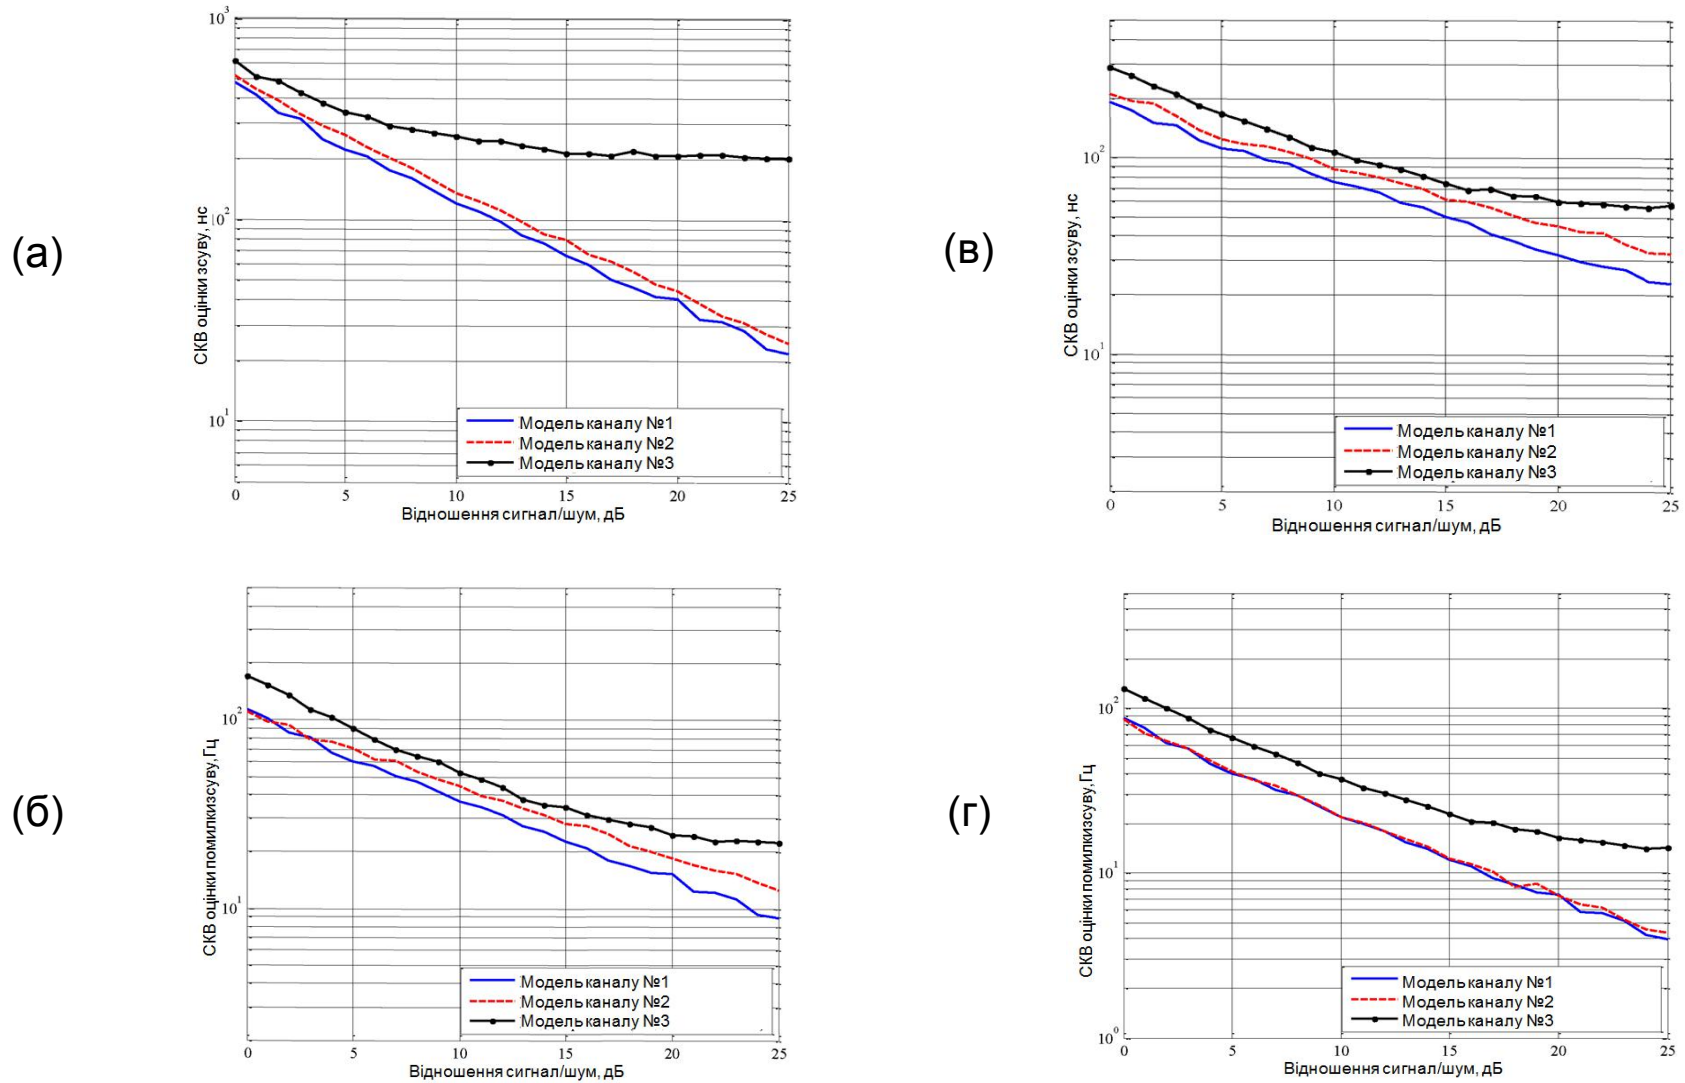 (а)
10³
10²
10¹
СКВ оцінки зсуву, нс
Модель каналу №1
Модель каналу №2
Модель каналу №3
0 5 10 15 20 25
Відношення сигнал/шум, дБ
(в)
10²
10¹
СКВ оцінки зсуву, нс
Модель каналу №1
Модель каналу №2
Модель каналу №3
0 5 10 15 20 25
Відношення сигнал/шум, дБ
(б)
10²
10¹
СКВ оцінки помилкизсуву,Гц
Модель каналу №1
Модель каналу №2
Модель каналу №3
0 5 10 15 20 25
Відношення сигнал/шум, дБ
(г)
10²
10¹
10⁰
СКВ оцінки помилкизсуву,Гц
Модель каналу №1
Модель каналу №2
Модель каналу №3
0 5 10 15 20 25
Відношення сигнал/шум, дБ